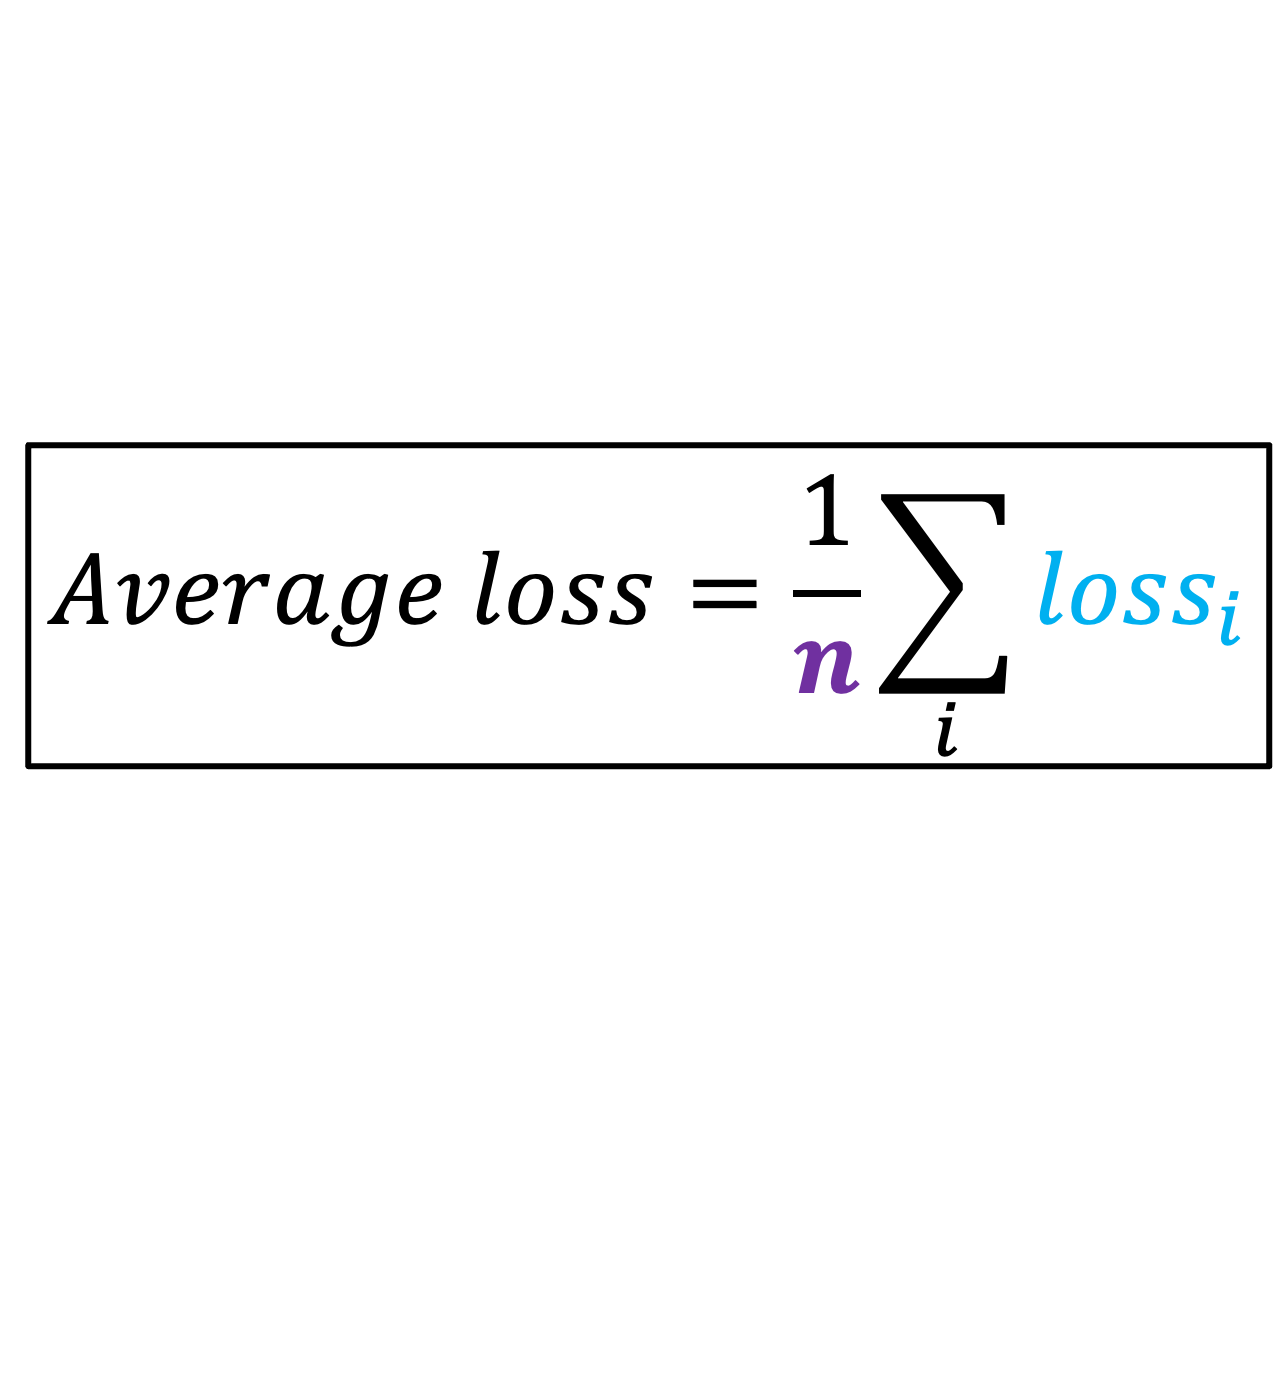 Average loss = 1/n ∑_i loss_i